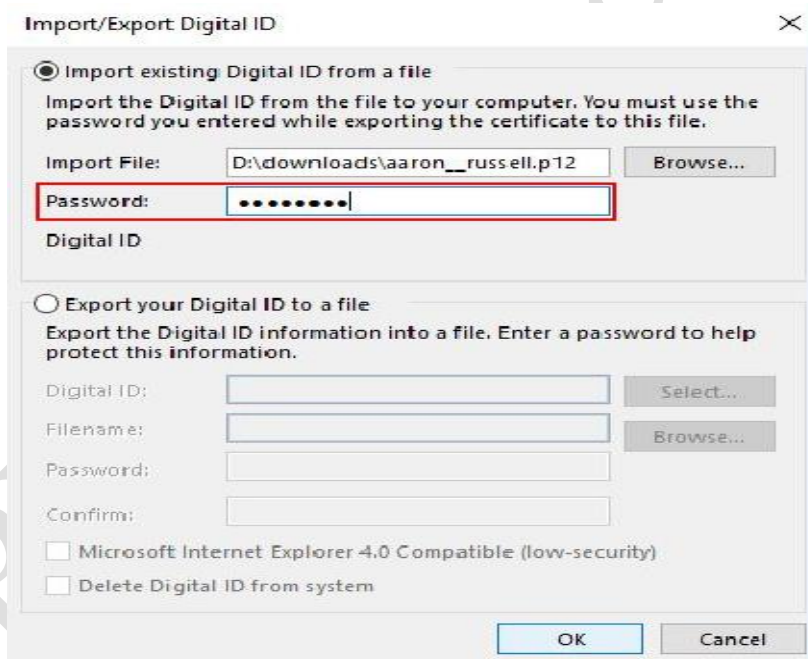 Import/Export Digital ID
Import existing Digital ID from a file
Import the Digital ID from the file to your computer. You must use the
password you entered while exporting the certificate to this file.
Import File: D:\downloads\aaron__russell.p12 Browse...
Password: ••••••••
Digital ID
Export your Digital ID to a file
Export the Digital ID information into a file. Enter a password to help
protect this information.
Digital ID: Select...
Filename: Browse...
Password:
Confirm:
Microsoft Internet Explorer 4.0 Compatible (low-security)
Delete Digital ID from system
OK Cancel